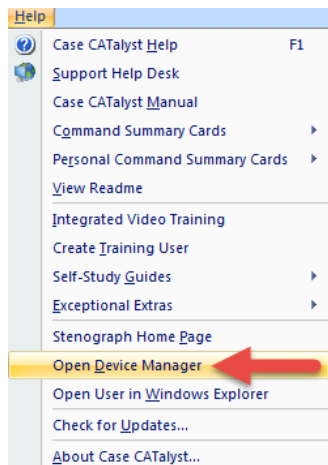 Help
Case CATalyst Help F1
Support Help Desk
Case CATalyst Manual
Command Summary Cards
Personal Command Summary Cards
View Readme
Integrated Video Training
Create Training User
Self-Study Guides
Exceptional Extras
Stenograph Home Page
Open Device Manager
Open User in Windows Explorer
Check for Updates...
About Case CATalyst...